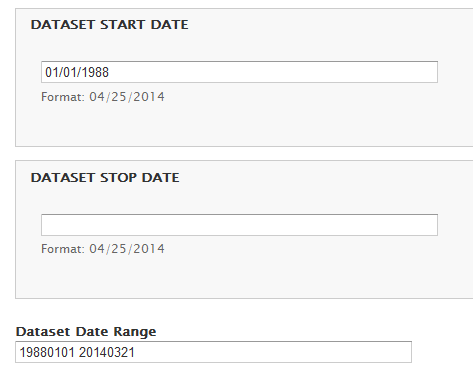 DATASET START DATE
01/01/1988
Format: 04/25/2014
DATASET STOP DATE
Format: 04/25/2014
Dataset Date Range
19880101 20140321